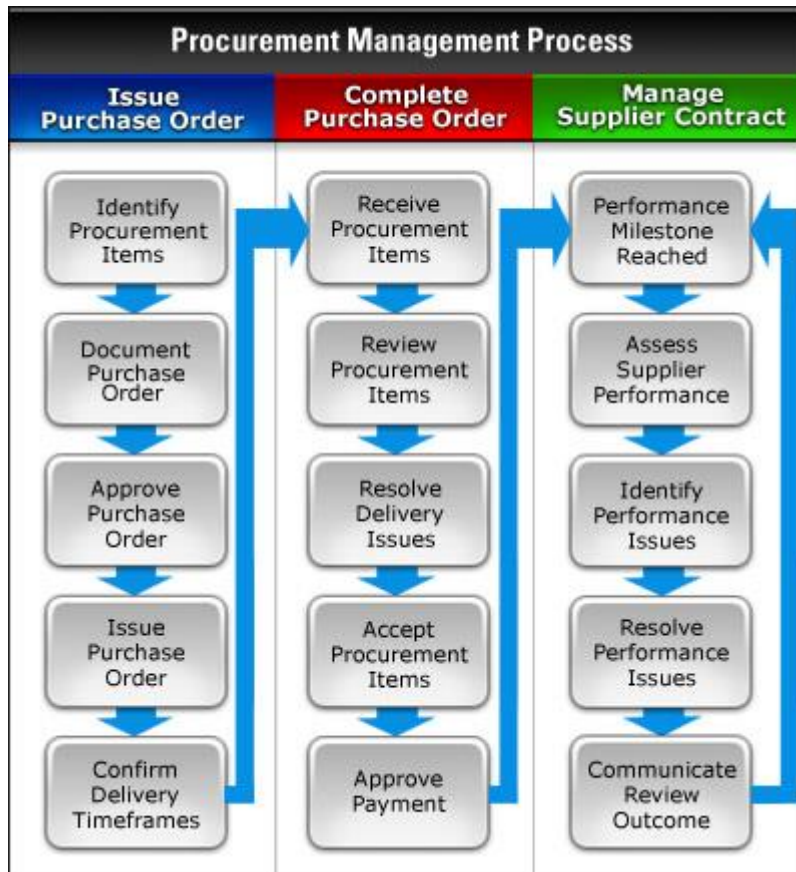 Procurement Management Process
Issue
Purchase Order
Complete
Purchase Order
Manage
Supplier Contract
Identify
Procurement
Items
Document
Purchase
Order
Approve
Purchase
Order
Issue
Purchase
Order
Confirm
Delivery
Timeframes
Receive
Procurement
Items
Review
Procurement
Items
Resolve
Delivery
Issues
Accept
Procurement
Items
Approve
Payment
Performance
Milestone
Reached
Assess
Supplier
Performance
Identify
Performance
Issues
Resolve
Performance
Issues
Communicate
Review
Outcome